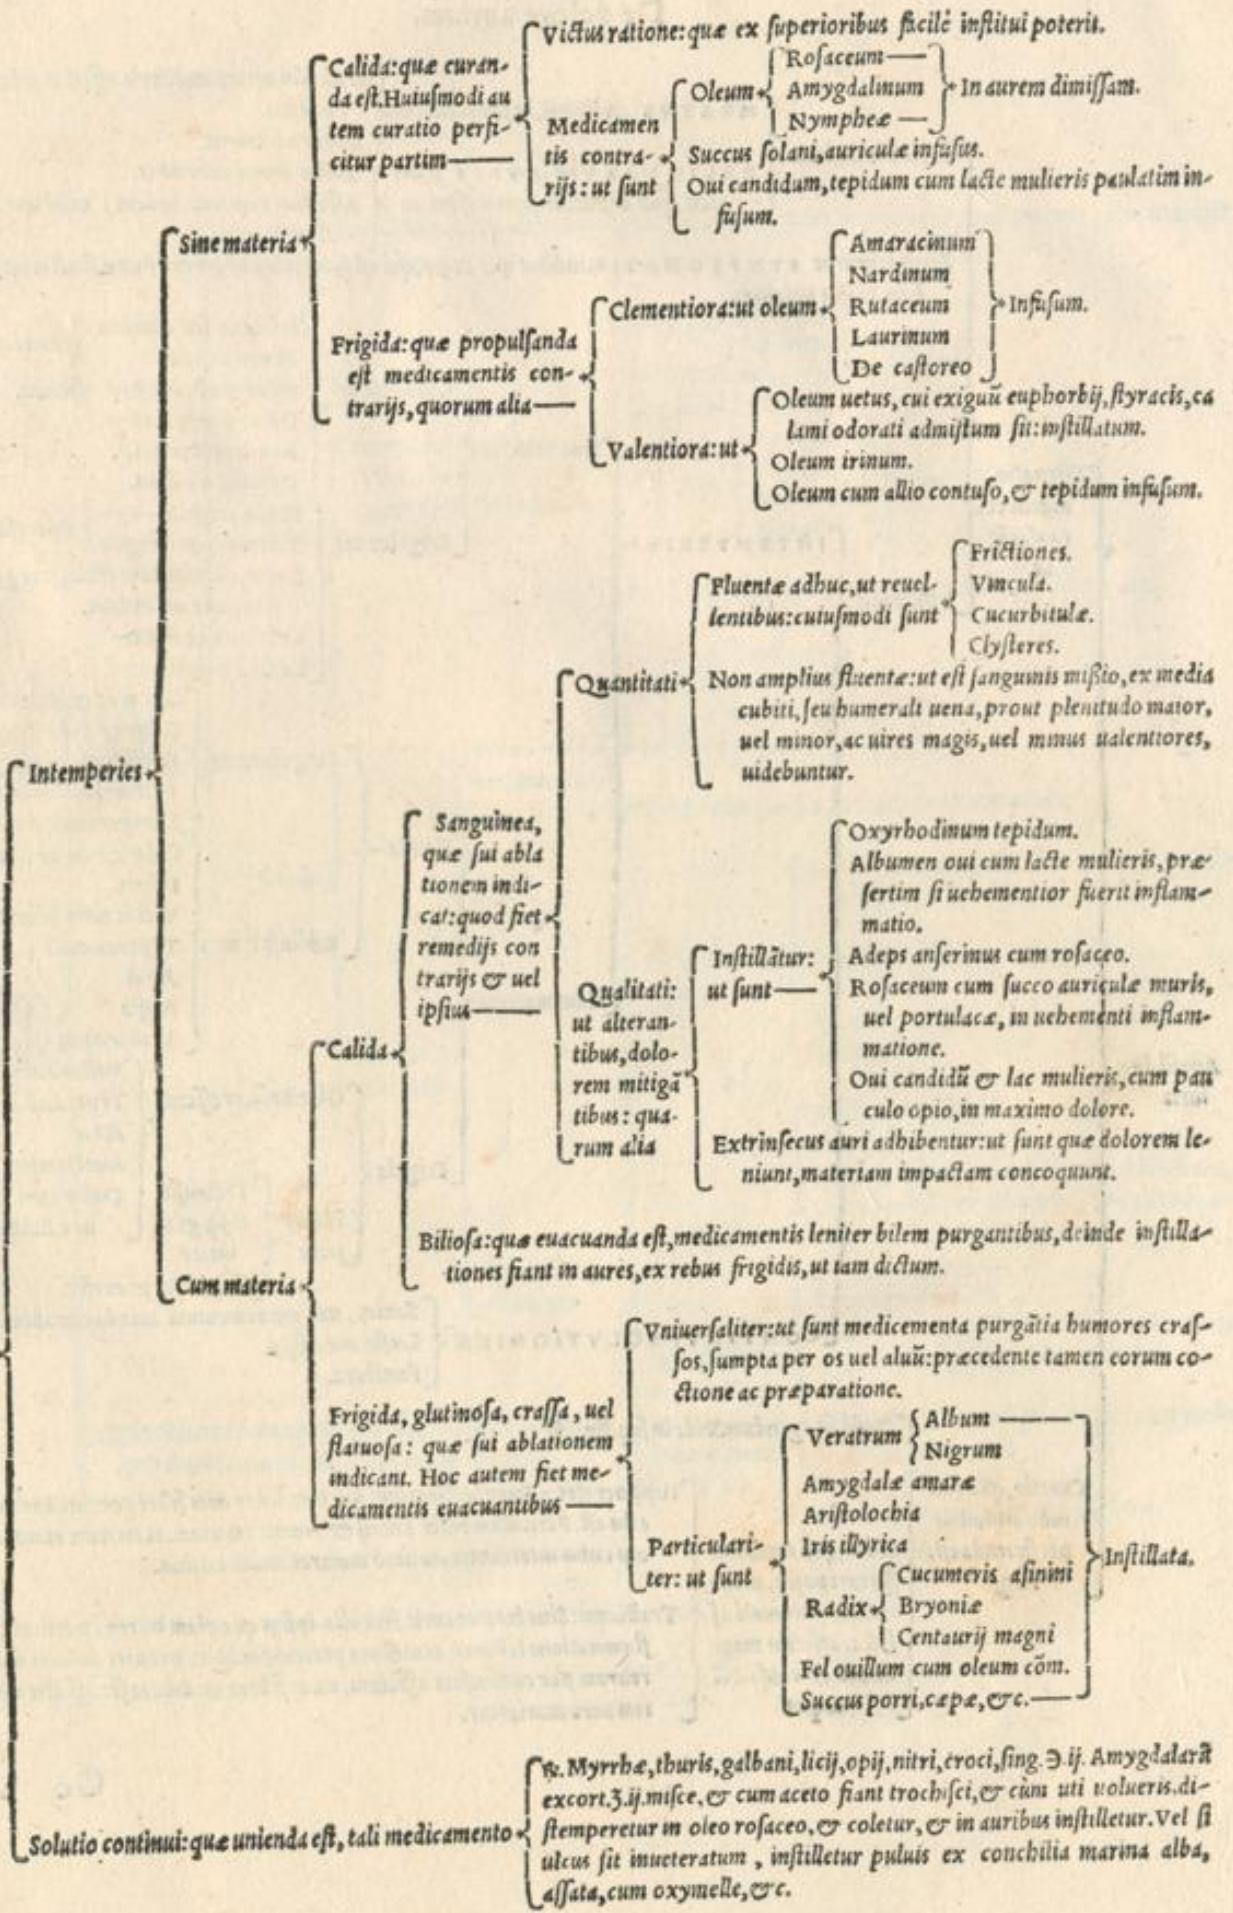 Victus ratione: quæ ex ſuperioribus facilè inſtitui poterit.
Calida: quæ curan-
da eſt. Huiuſmodi au
tem curatio perfi-
citur partim
Medicamen
tis contra-
rijs: ut ſunt
Oleum
Roſaceum
Amygdalinum
Nympheæ
In aurem dimiſſam.
Succus ſolani, auriculæ infuſus.
Oui candidum, tepidum cum lacte mulieris paulatim in-
fuſum.
Sine materia
Frigida: quæ propulſanda
eſt medicamentis con-
trarijs, quorum alia
Clementiora: ut oleum
Amaracinum
Nardinum
Rutaceum
Laurinum
De caſtoreo
Infuſum.
Valentiora: ut
Oleum uetus, cui exiguũ euphorbij, ſtyracis, ca
lami odorati admiſtum ſit: inſtillatum.
Oleum irinum.
Oleum cum allio contuſo, & tepidum infuſum.
Intemperies
Cum materia
Calida
Sanguinea,
quæ ſui abla
tionem indi-
cat: quod fiet
remedijs con
trarijs & uel
ipſius
Quantitati
Fluentæ adhuc, ut reuel-
lentibus: cuiuſmodi ſunt
Frictiones.
Vincula.
Cucurbitulæ.
Clyſteres.
Non amplius fluentæ: ut eſt ſanguinis mißio, ex media
cubiti, ſeu humerali uena, prout plenitudo maior,
uel minor, ac uires magis, uel minus ualentiores,
uidebuntur.
Qualitati:
ut alteran-
tibus, dolo-
rem mitigã
tibus: qua-
rum alia
Inſtillãtur:
ut ſunt
Oxyrhodinum tepidum.
Albumen oui cum lacte mulieris, præ-
ſertim ſi uehementior fuerit inflam-
matio.
Adeps anſerinus cum roſaceo.
Roſaceum cum ſucco auriculæ muris,
uel portulacæ, in uehementi inflam-
matione.
Oui candidũ & lac mulieris, cum pau
culo opio, in maximo dolore.
Extrinſecus auri adhibentur: ut ſunt quæ dolorem le-
niunt, materiam impactam concoquunt.
Bilioſa: quæ euacuanda eſt, medicamentis leniter bilem purgantibus, deinde inſtilla-
tiones fiant in aures, ex rebus frigidis, ut iam dictum.
Frigida, glutinoſa, craſſa, uel
flatuoſa: quæ ſui ablationem
indicant. Hoc autem fiet me-
dicamentis euacuantibus
Vniuerſaliter: ut ſunt medicementa purgãtia humores craſ-
ſos, ſumpta per os uel aluũ: præcedente tamen eorum co-
ctione ac præparatione.
Particulari-
ter: ut ſunt
Veratrum
Album
Nigrum
Amygdalæ amaræ
Ariſtolochia
Iris illyrica
Radix
Cucumeris aſinini
Bryoniæ
Centaurij magni
Fel ouillum cum oleum cõm.
Succus porri, cæpæ, &c.
Inſtillata.
Solutio continui: quæ unienda eſt, tali medicamento
℞. Myrrhæ, thuris, galbani, licij, opij, nitri, croci, ſing. ℈ ij. Amygdalarũ
excort. ʒ. ij. miſce, & cum aceto fiant trochiſci, & cùm uti uolueris. di-
ſtemperetur in oleo roſaceo, & coletur, & in auribus inſtilletur. Vel ſi
ulcus ſit inueteratum, inſtilletur puluis ex conchilia marina alba,
aſſata, cum oxymelle, &c.